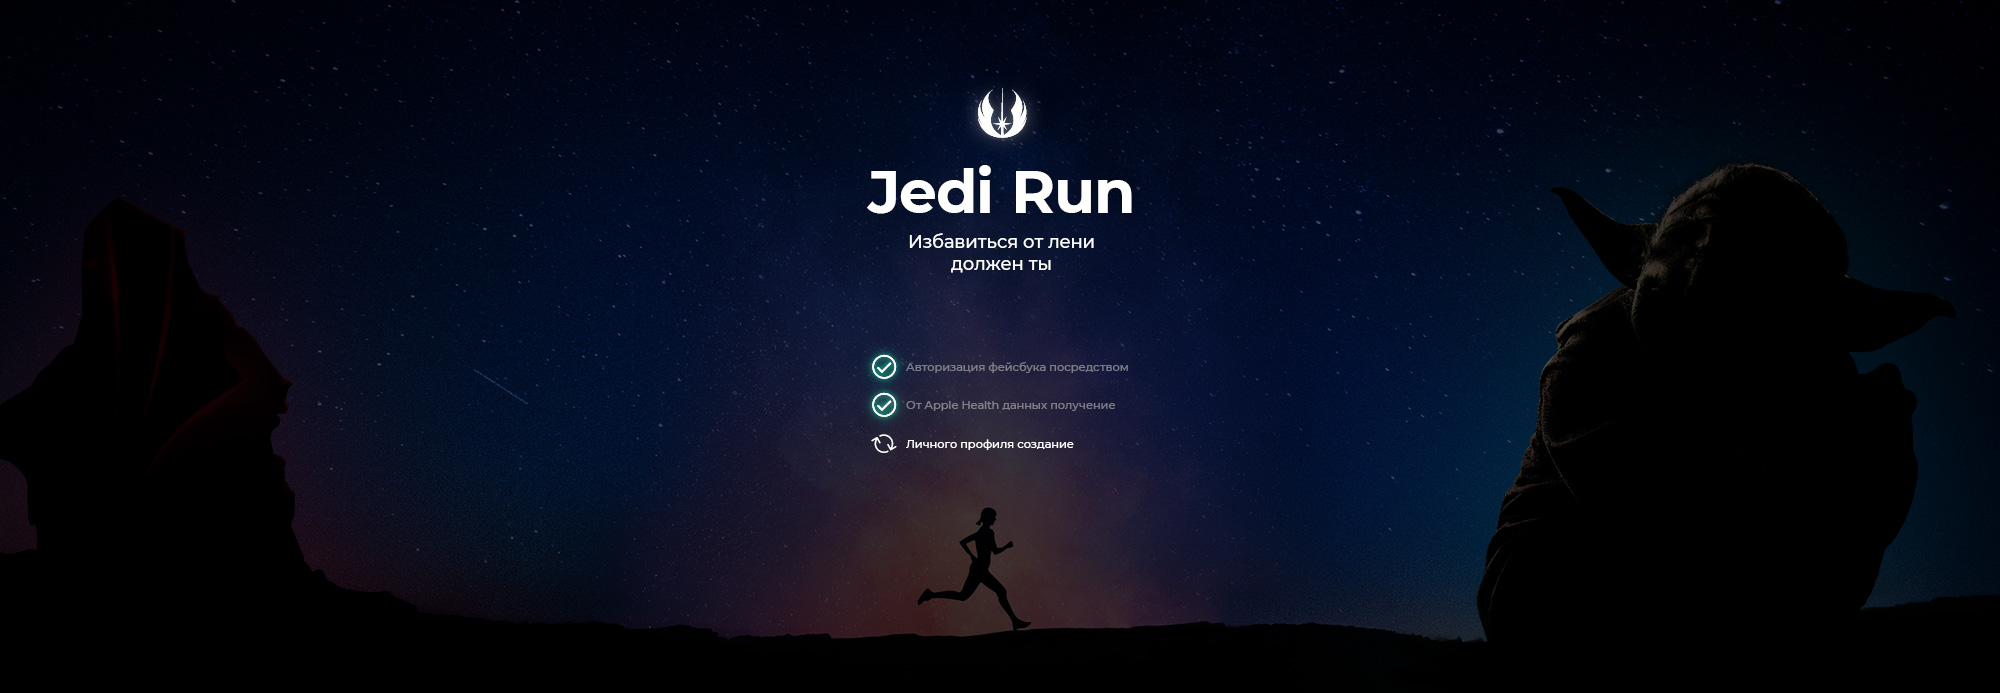 Jedi Run
Избавиться от лени
должен ты
Авторизация фейсбука посредством
От Apple Health данных получение
Личного профиля создание